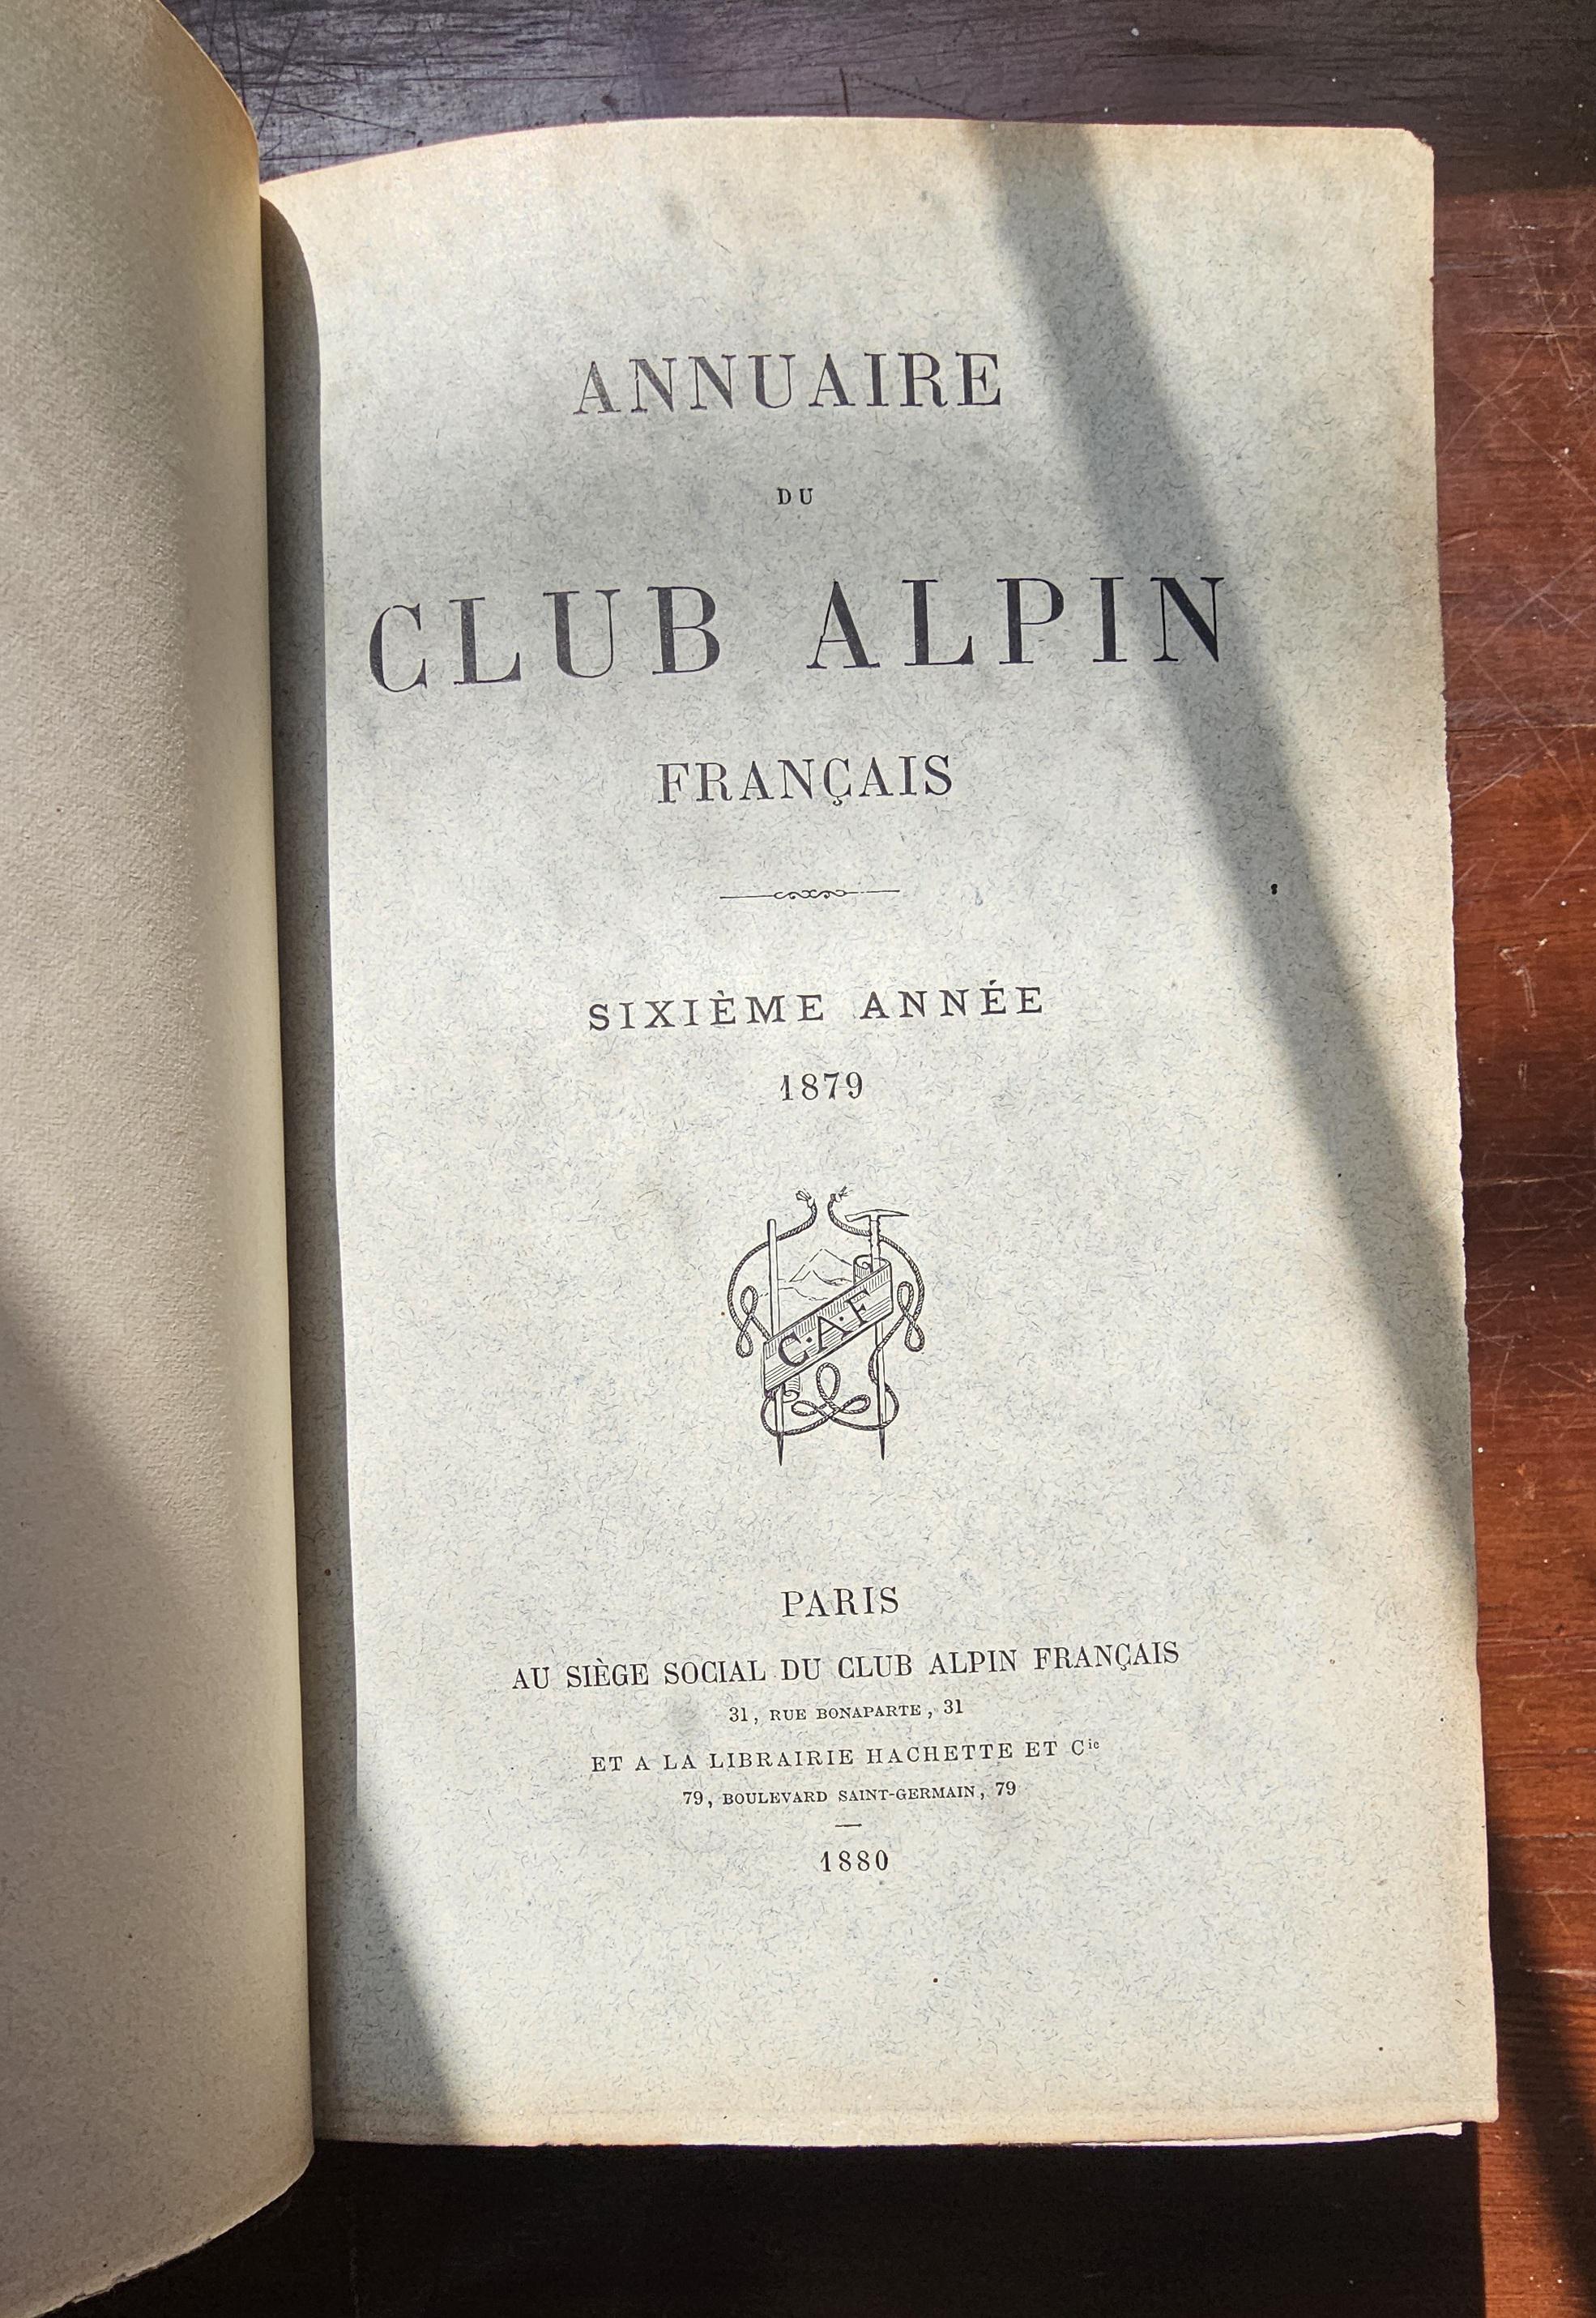 ANNUAIRE
DU
CLUB ALPIN
FRANÇAIS
SIXIÈME ANNÉE
1879
C·A·F
PARIS
AU SIÈGE SOCIAL DU CLUB ALPIN FRANÇAIS
31, RUE BONAPARTE, 31
ET A LA LIBRAIRIE HACHETTE ET Cie
79, BOULEVARD SAINT-GERMAIN, 79
1880